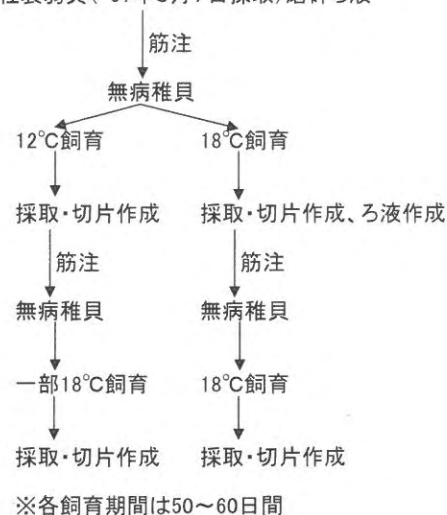 筋注
無病稚貝
12℃飼育 18℃飼育
採取・切片作成 採取・切片作成、ろ液作成
筋注 筋注
無病稚貝 無病稚貝
一部18℃飼育 18℃飼育
採取・切片作成 採取・切片作成
※各飼育期間は50～60日間